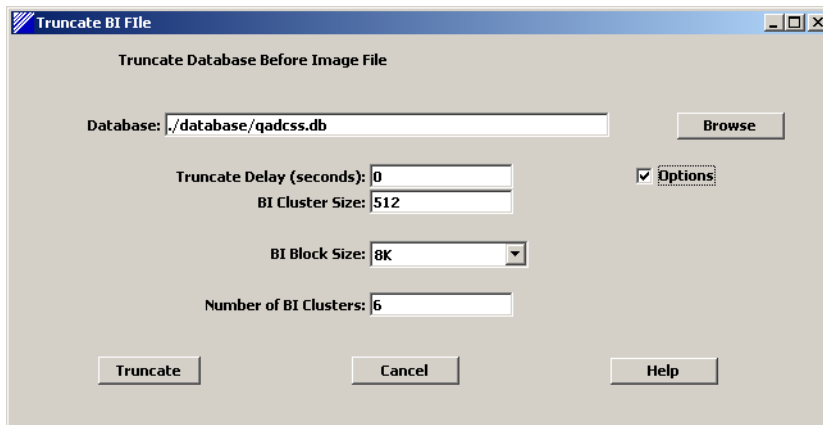 Truncate BI FIle
Truncate Database Before Image File
Database: ./database/qadcss.db Browse
Truncate Delay (seconds): 0 Options
BI Cluster Size: 512
BI Block Size: 8K
Number of BI Clusters: 6
Truncate Cancel Help